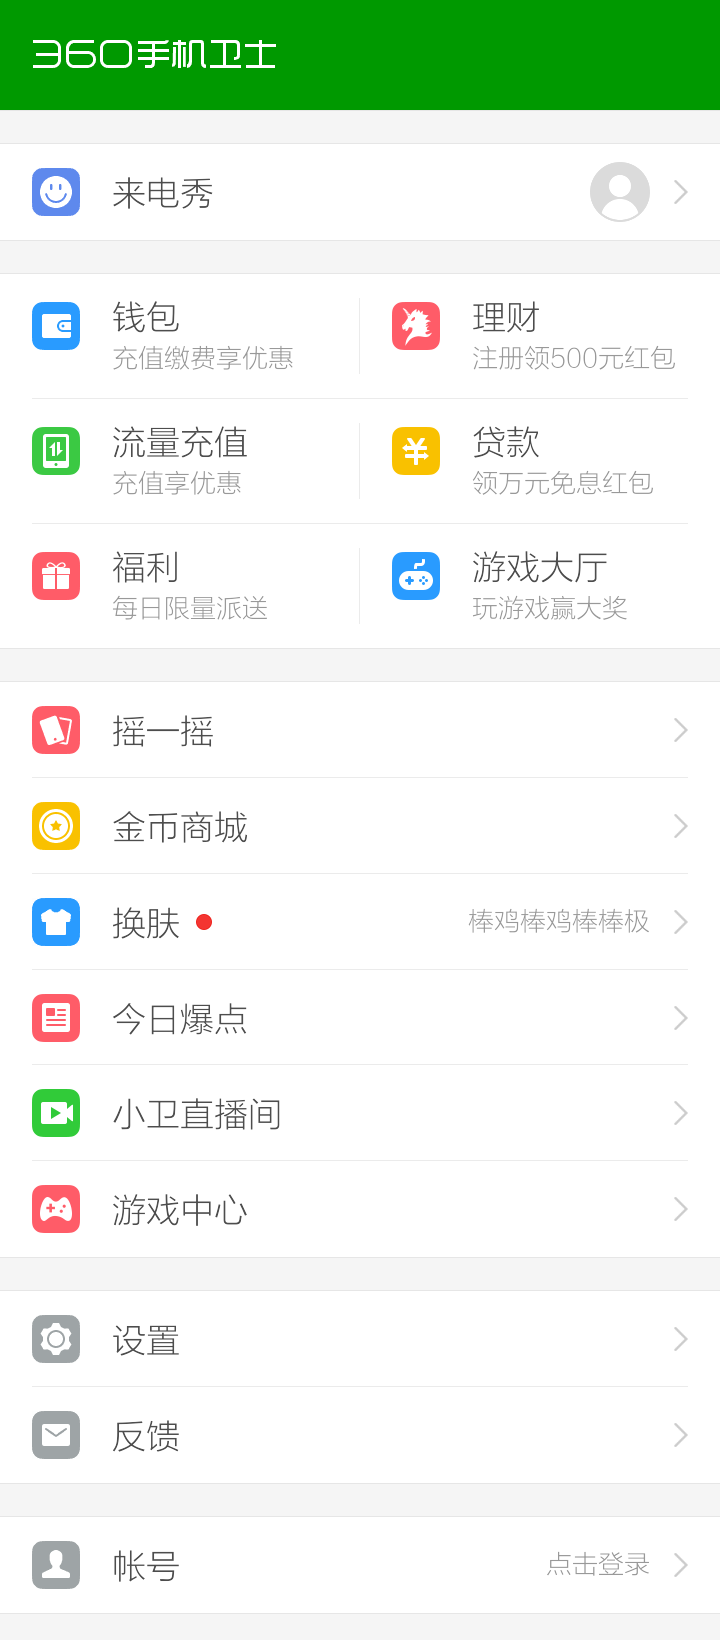 360手机卫士
来电秀
钱包
充值缴费享优惠
理财
注册领500元红包
流量充值
充值享优惠
贷款
领万元免息红包
福利
每日限量派送
游戏大厅
玩游戏赢大奖
摇一摇
金币商城
换肤
棒鸡棒鸡棒棒极
今日爆点
小卫直播间
游戏中心
设置
反馈
帐号
点击登录